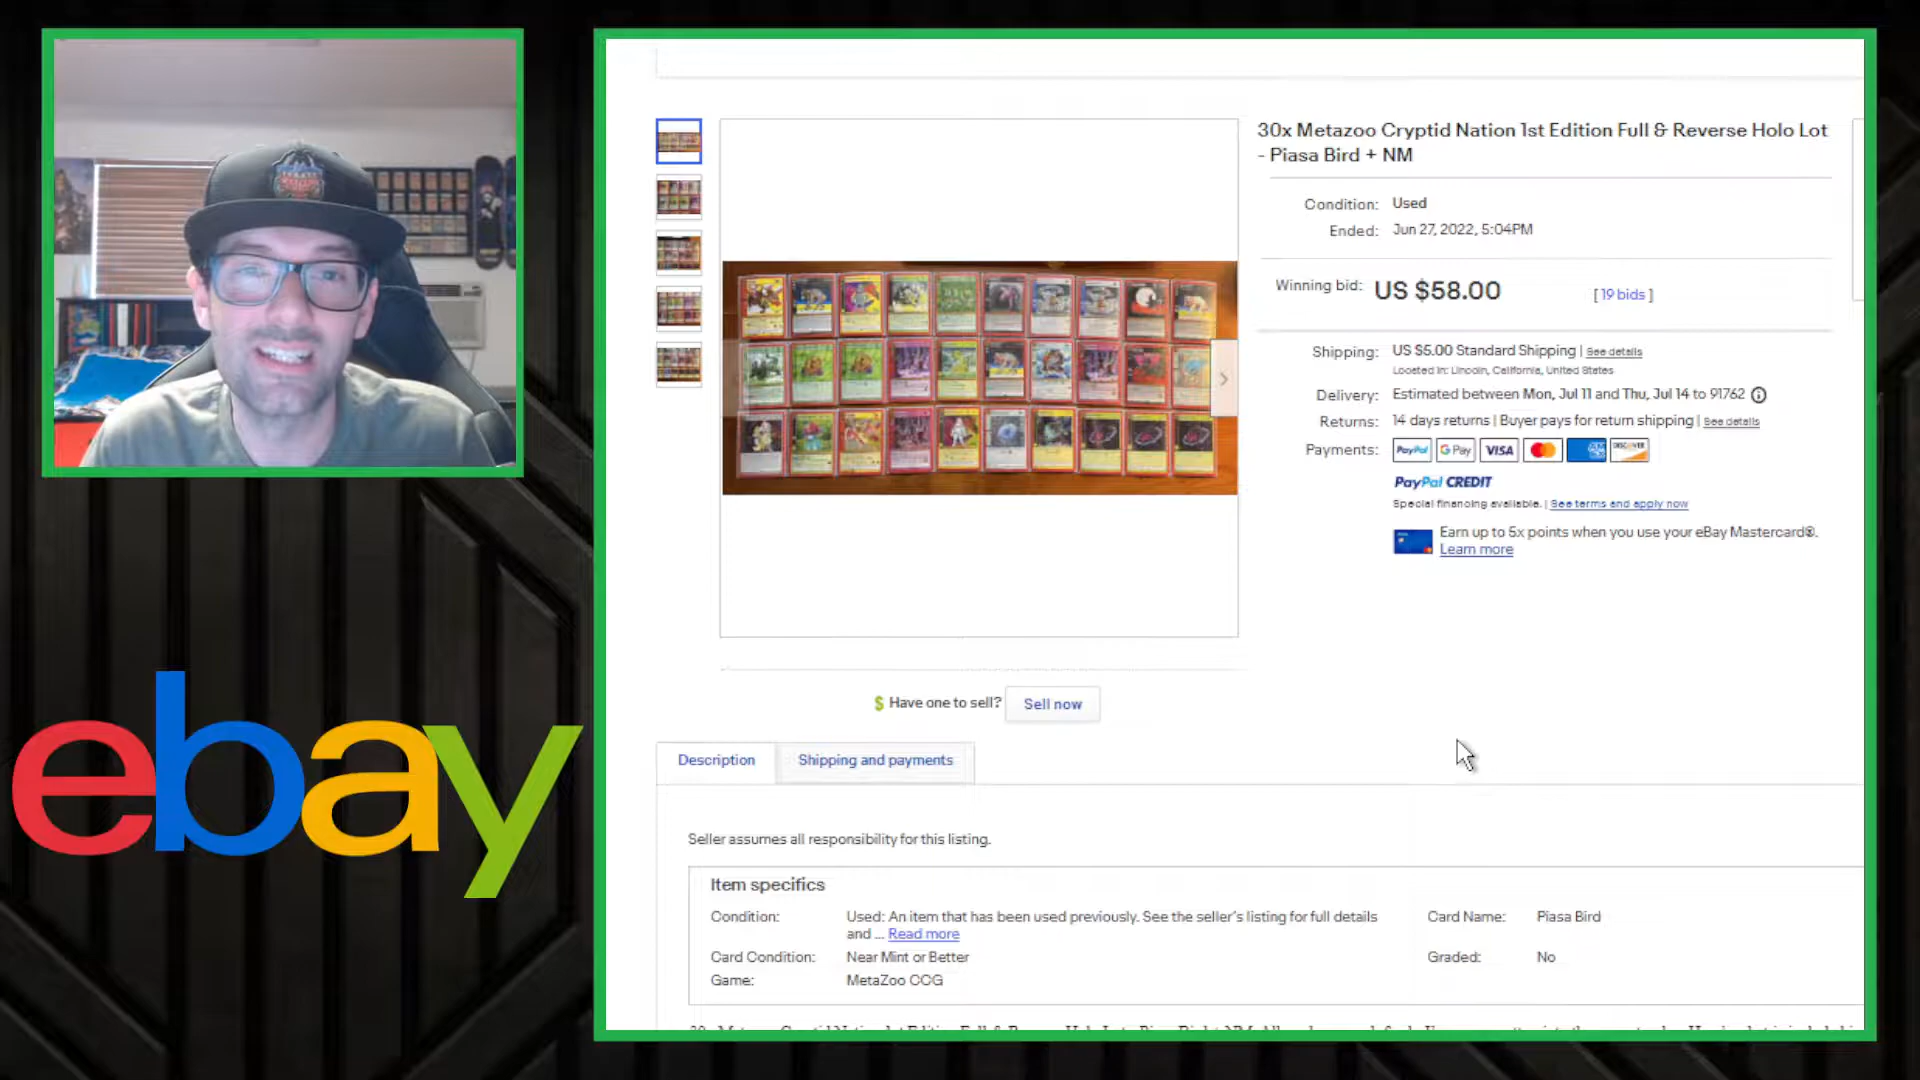 30x Metazoo Cryptid Nation 1st Edition Full & Reverse Holo Lot
- Piasa Bird + NM
Condition: Used
Ended: Jun 27, 2022, 5:04PM
Winning bid: US $58.00 [ 19 bids ]
Shipping: US $5.00 Standard Shipping | See details
Located in: Lincoln, California, United States
Delivery: Estimated between Mon, Jul 11 and Thu, Jul 14 to 91762
Returns: 14 days returns | Buyer pays for return shipping | See details
Payments: PayPal G Pay VISA DISCOVER
PayPal CREDIT
Special financing available. | See terms and apply now
Earn up to 5x points when you use your eBay Mastercard®.
Learn more
$ Have one to sell? Sell now
Description Shipping and payments
Seller assumes all responsibility for this listing.
Item specifics
Condition: Used: An item that has been used previously. See the seller's listing for full details
and ... Read more
Card Name: Piasa Bird
Card Condition: Near Mint or Better
Graded: No
Game: MetaZoo CCG
ebay